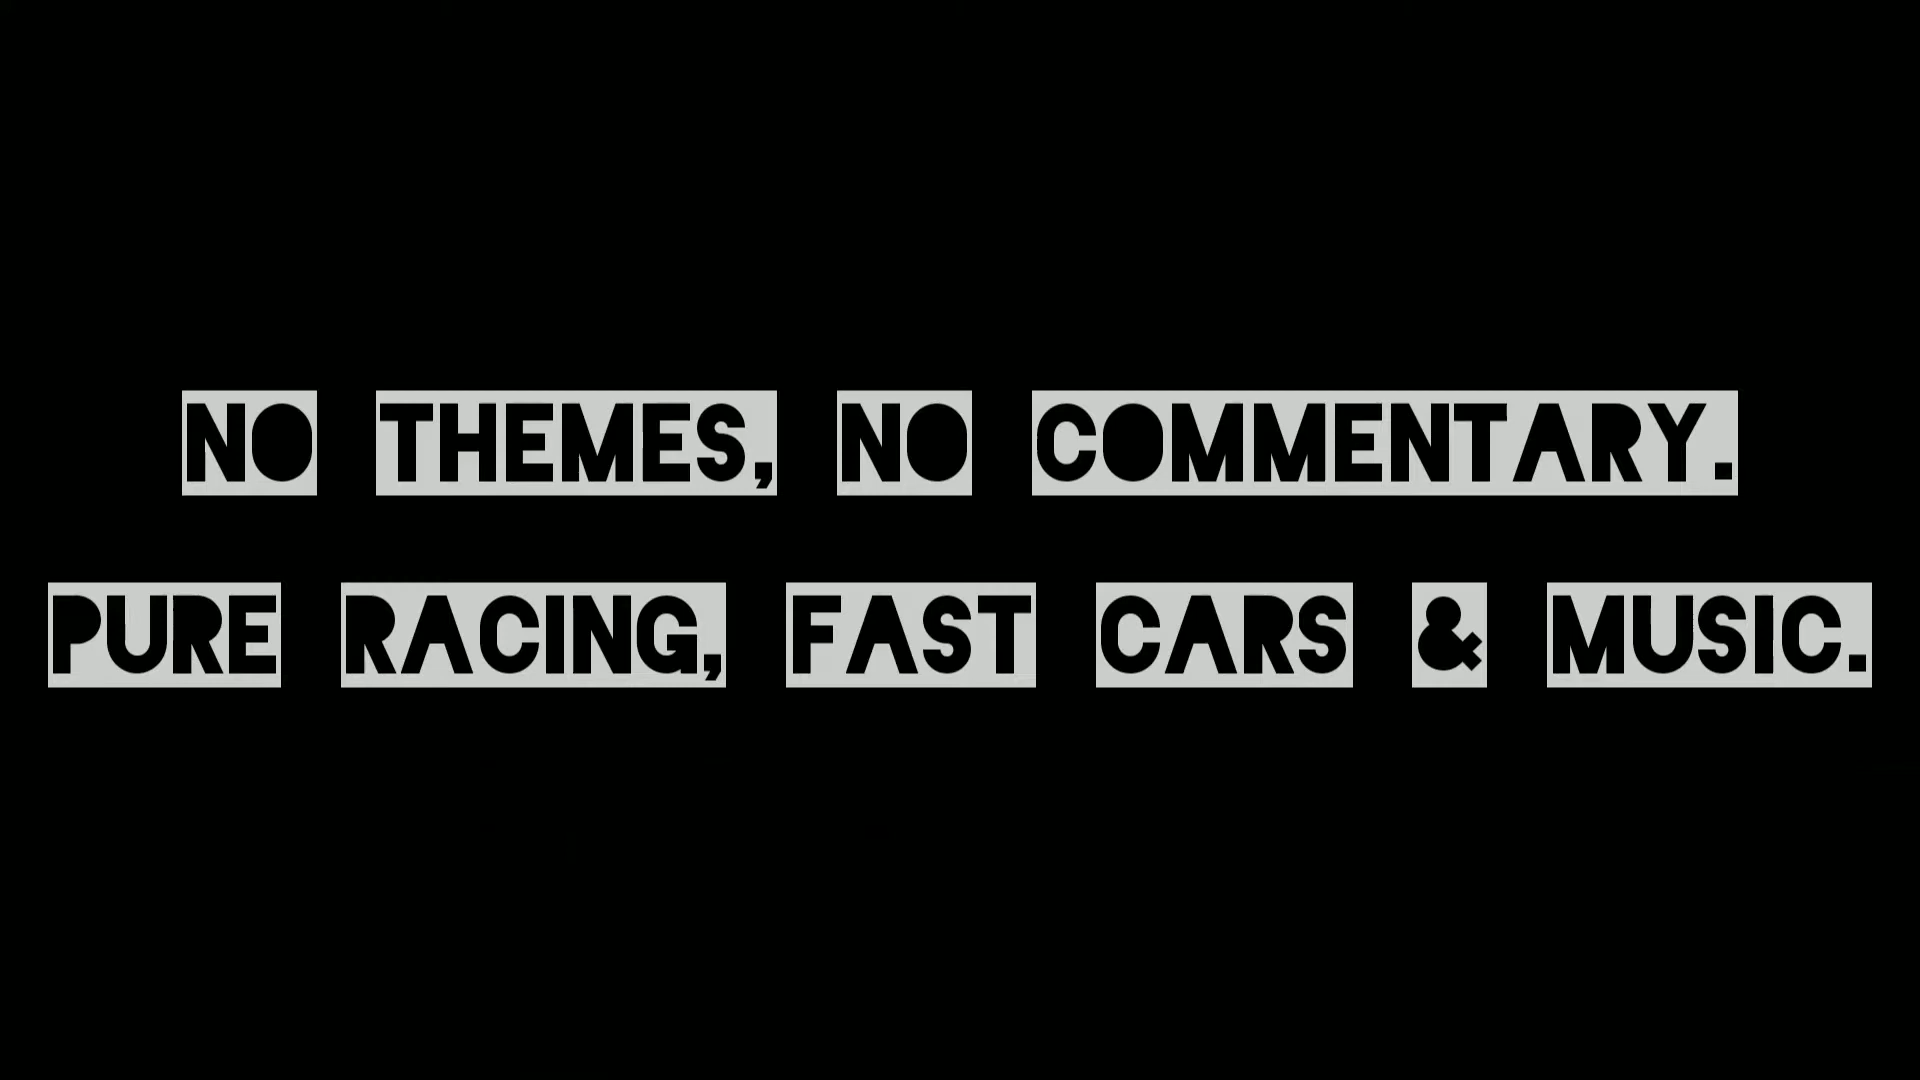 NO THEMES, NO COMMENTARY.
PURE RACING, FAST CARS & MUSIC.